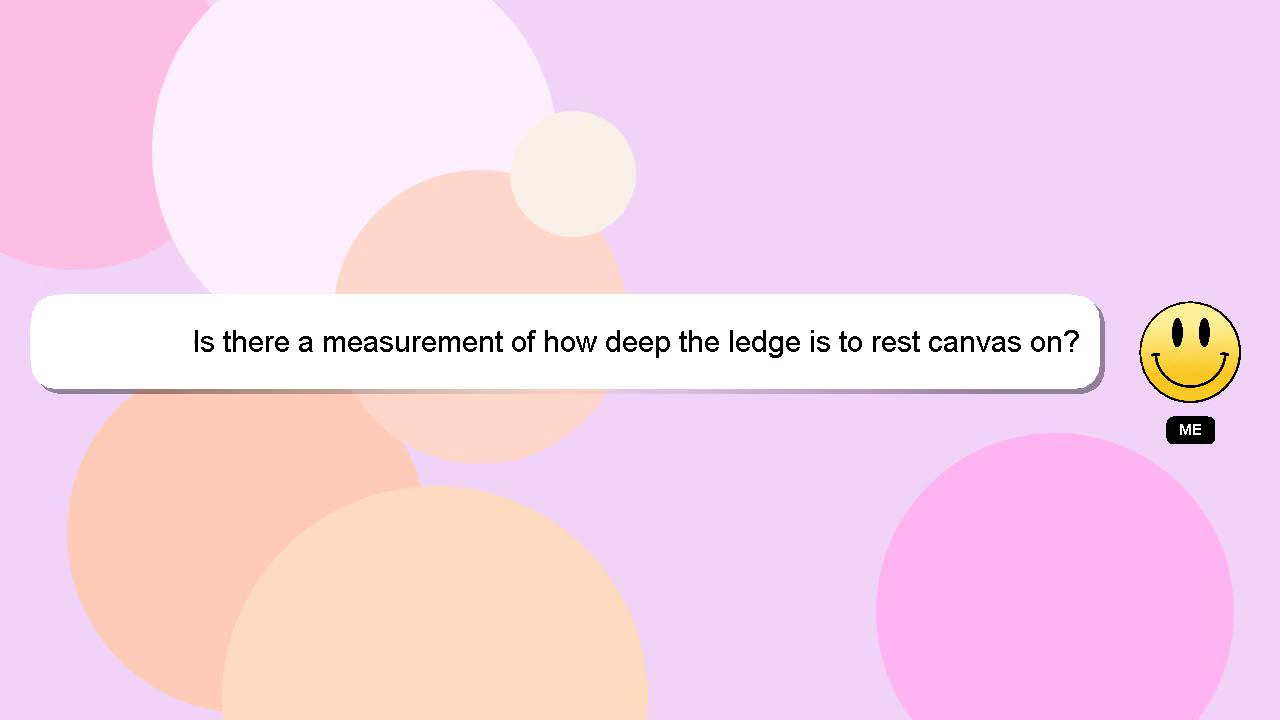 Is there a measurement of how deep the ledge is to rest canvas on?
ME